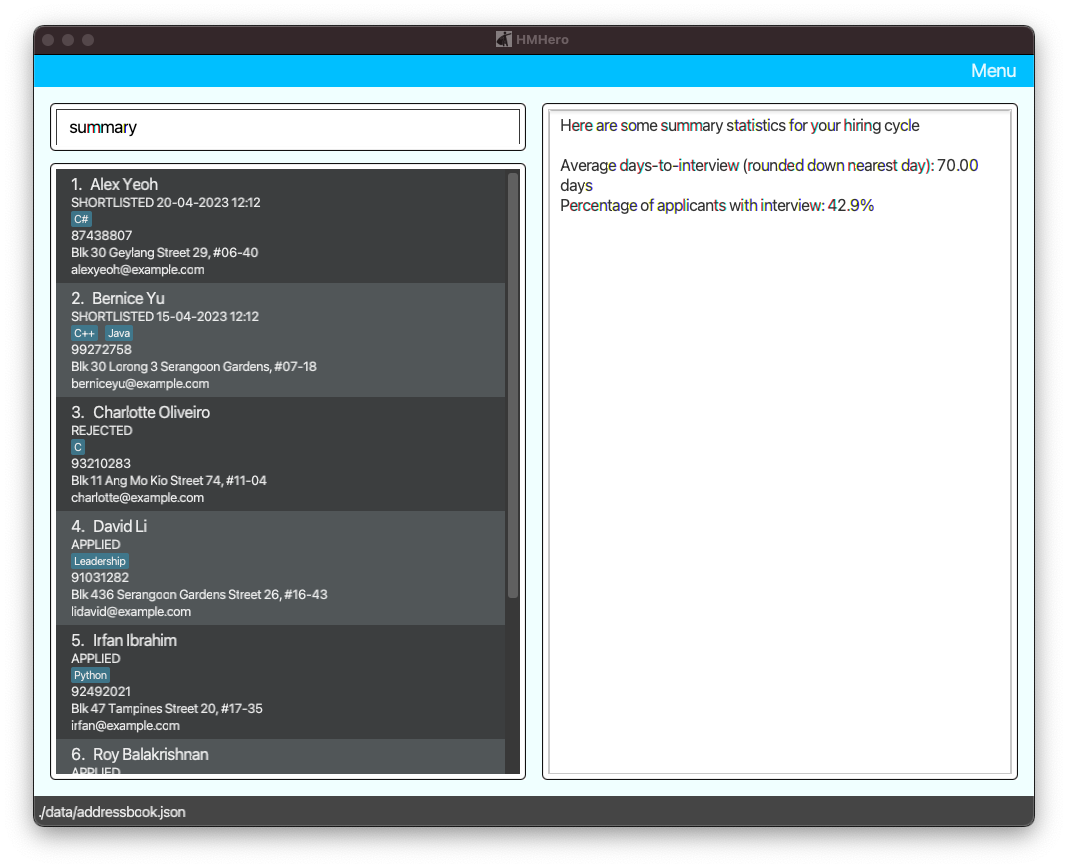 HMHero
Menu
summary
1. Alex Yeoh
SHORTLISTED 20-04-2023 12:12
C#
87438807
Blk 30 Geylang Street 29, #06-40
alexyeoh@example.com
2. Bernice Yu
SHORTLISTED 15-04-2023 12:12
C++ Java
99272758
Blk 30 Lorong 3 Serangoon Gardens, #07-18
berniceyu@example.com
3. Charlotte Oliveiro
REJECTED
C
93210283
Blk 11 Ang Mo Kio Street 74, #11-04
charlotte@example.com
4. David Li
APPLIED
Leadership
91031282
Blk 436 Serangoon Gardens Street 26, #16-43
lidavid@example.com
5. Irfan Ibrahim
APPLIED
Python
92492021
Blk 47 Tampines Street 20, #17-35
irfan@example.com
6. Roy Balakrishnan
APPLIED
Here are some summary statistics for your hiring cycle
Average days-to-interview (rounded down nearest day): 70.00
days
Percentage of applicants with interview: 42.9%
./data/addressbook.json